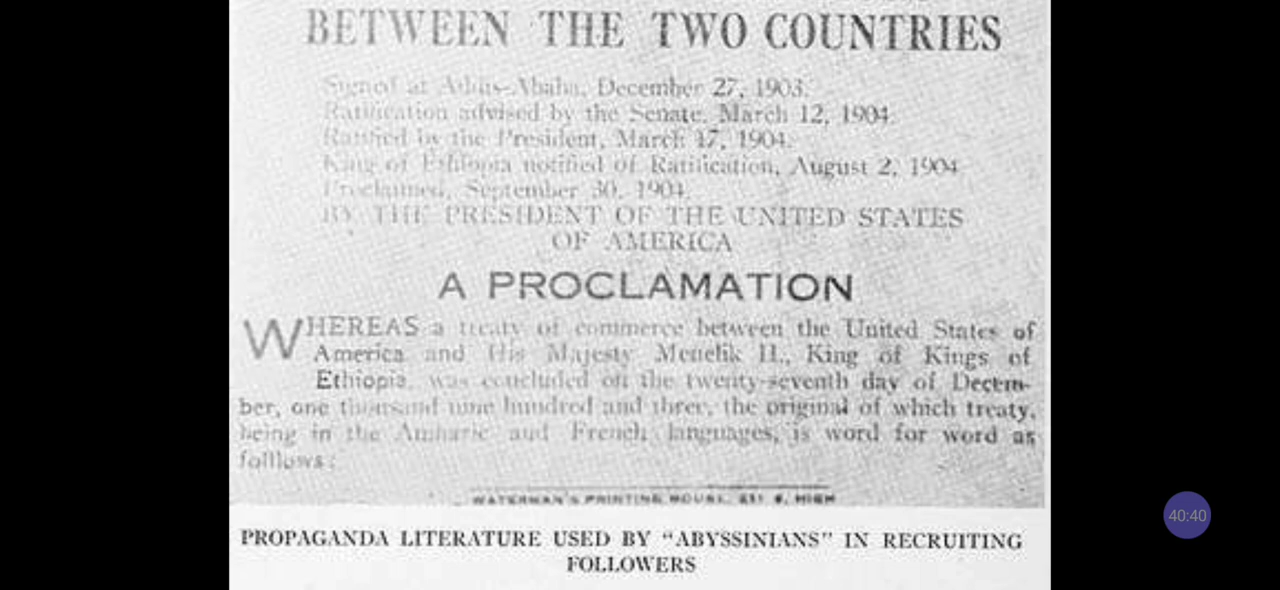 BETWEEN THE TWO COUNTRIES
Signed at Addis-Ababa, December 27, 1903.
Ratification advised by the Senate, March 12, 1904.
Ratified by the President, March 17, 1904.
King of Ethiopia notified of Ratification, August 2, 1904
Proclaimed, September 30, 1904.
BY THE PRESIDENT OF THE UNITED STATES
OF AMERICA
A PROCLAMATION
WHEREAS a treaty of commerce between the United States of
America and His Majesty Menelik II., King of Kings of
Ethiopia, was concluded on the twenty-seventh day of Decem-
ber, one thousand nine hundred and three, the original of which treaty,
being in the Amharic and French languages, is word for word as
folllows:
WATERMAN'S PRINTING HOUSE, HIGH
PROPAGANDA LITERATURE USED BY "ABYSSINIANS" IN RECRUITING
FOLLOWERS
40:40